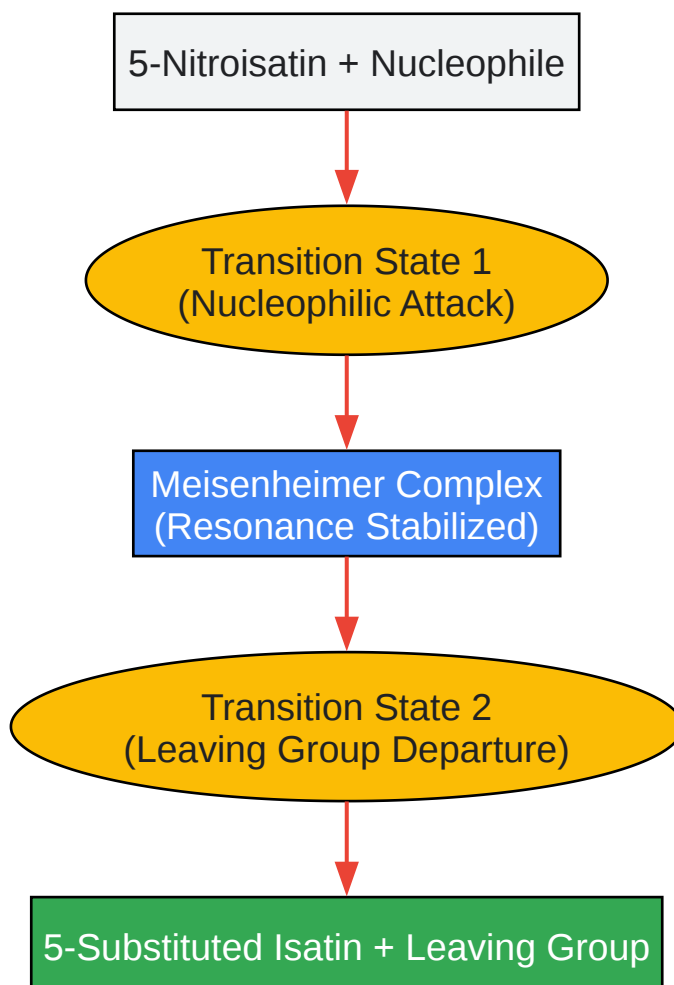 5-Nitroisatin + Nucleophile
Transition State 1
(Nucleophilic Attack)
Meisenheimer Complex
(Resonance Stabilized)
Transition State 2
(Leaving Group Departure)
5-Substituted Isatin + Leaving Group